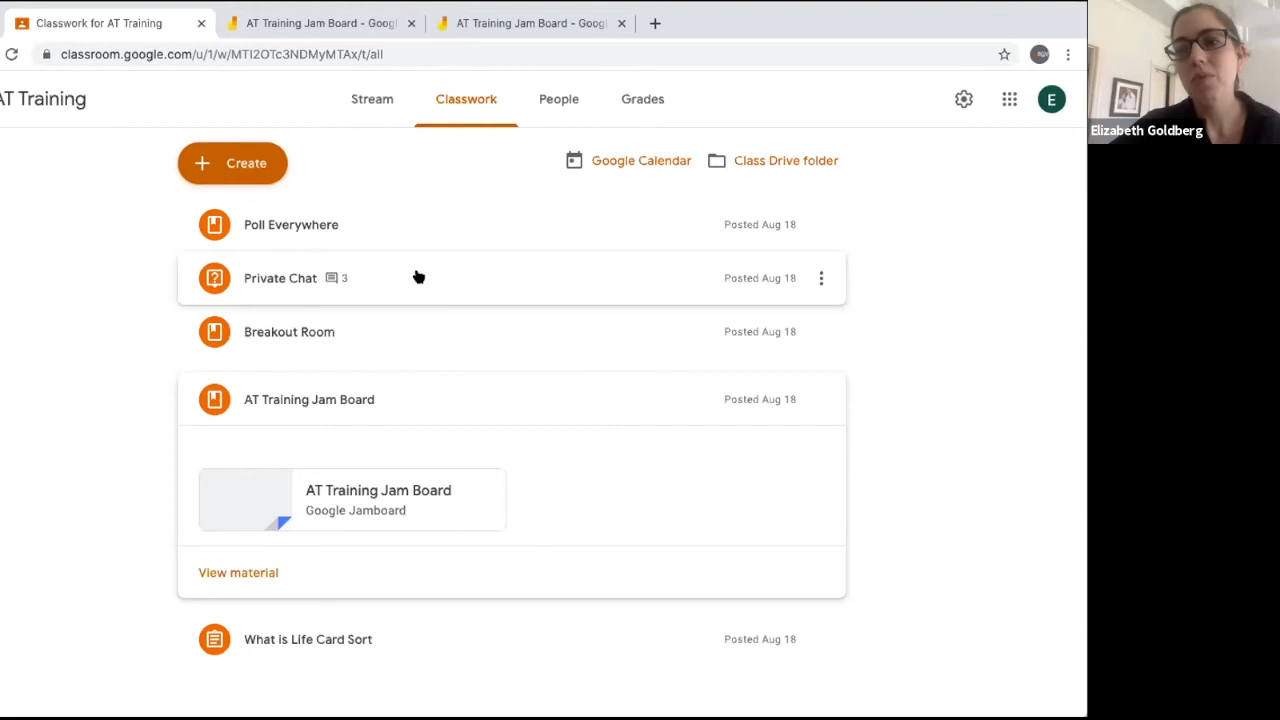 Classwork for AT Training
AT Training Jam Board - Googl
AT Training Jam Board - Googl
classroom.google.com/u/1/w/MTI2OTc3NDMyMTAx/t/all
AT Training
Stream
Classwork
People
Grades
E
Elizabeth Goldberg
Create
Google Calendar
Class Drive folder
Poll Everywhere
Posted Aug 18
Private Chat
3
Posted Aug 18
Breakout Room
Posted Aug 18
AT Training Jam Board
Posted Aug 18
AT Training Jam Board
Google Jamboard
View material
What is Life Card Sort
Posted Aug 18